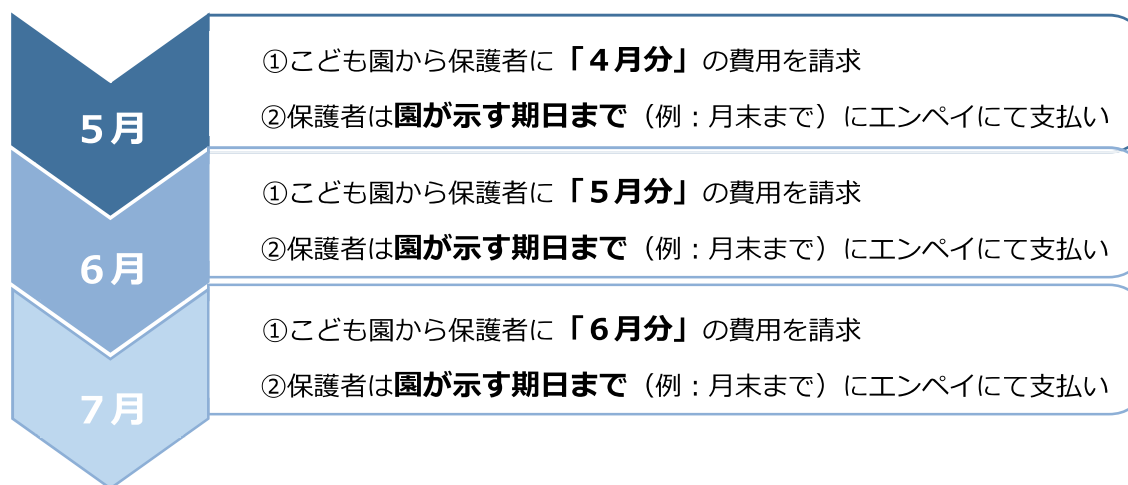 5月
①こども園から保護者に「４月分」の費用を請求
②保護者は園が示す期日まで（例：月末まで）にエンペイにて支払い
6月
①こども園から保護者に「５月分」の費用を請求
②保護者は園が示す期日まで（例：月末まで）にエンペイにて支払い
7月
①こども園から保護者に「６月分」の費用を請求
②保護者は園が示す期日まで（例：月末まで）にエンペイにて支払い